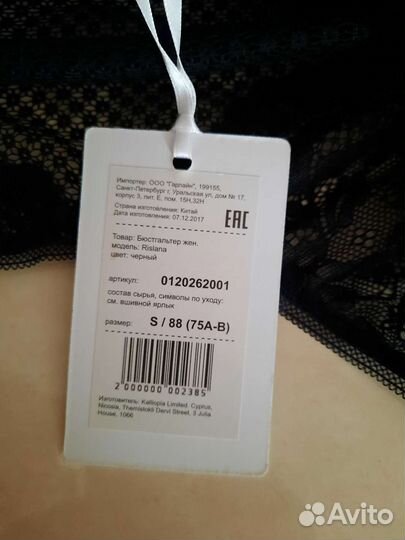 Импортер: ООО "Гарлайн", 199155,
Санкт-Петербург г, Уральская ул, дом № 17,
корпус 3, лит. Е, пом. 15Н,32Н
Страна изготовления: Китай
Дата изготовления: 07.12.2017
EAC
Товар: Бюстгальтер жен.
модель: Risiana
цвет: черный
артикул: 0120262001
состав сырья, символы по уходу:
см. вшивной ярлык
размер: S / 88 (75A-B)
2 000000 002385
Изготовитель: Kelliopia Limited. Cyprus,
Nicosia, Themistokli Dervi Street, 3 Julia
House, 1066
Avito